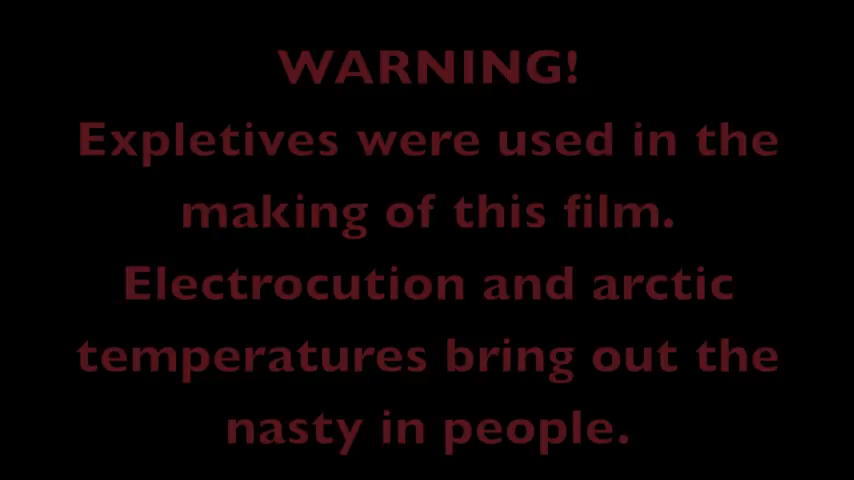 WARNING!
Expletives were used in the
making of this film.
Electrocution and arctic
temperatures bring out the
nasty in people.